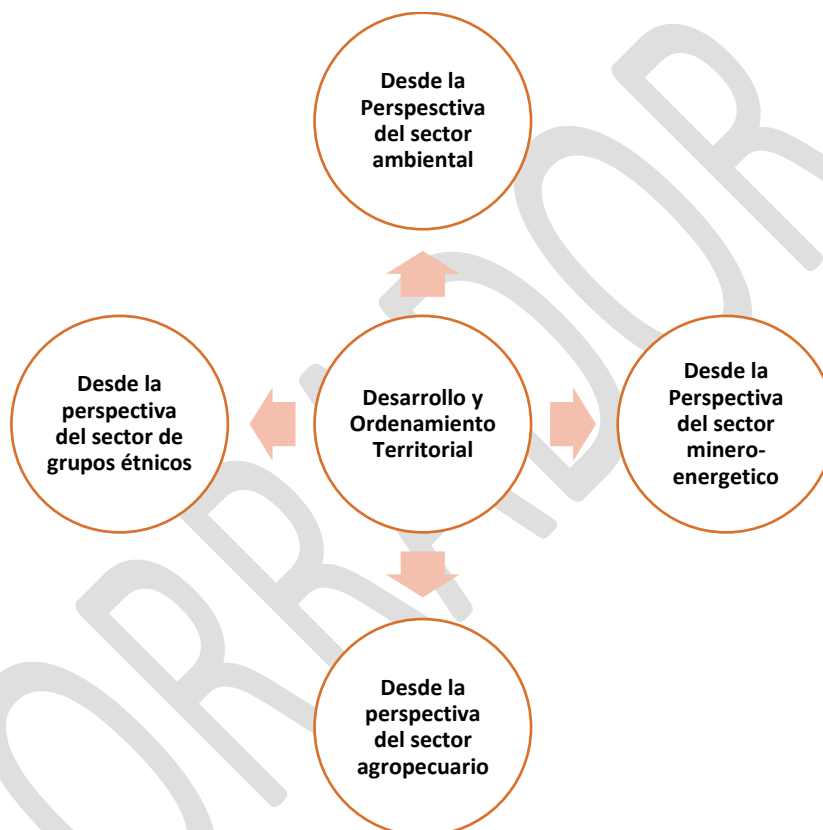 Desde la
Perspesctiva
del sector
ambiental
Desde la
perspectiva
del sector de
grupos étnicos
Desarrollo y
Ordenamiento
Territorial
Desde la
Perspectiva
del sector
minero-
energetico
Desde la
perspectiva
del sector
agropecuario
ORRADOR